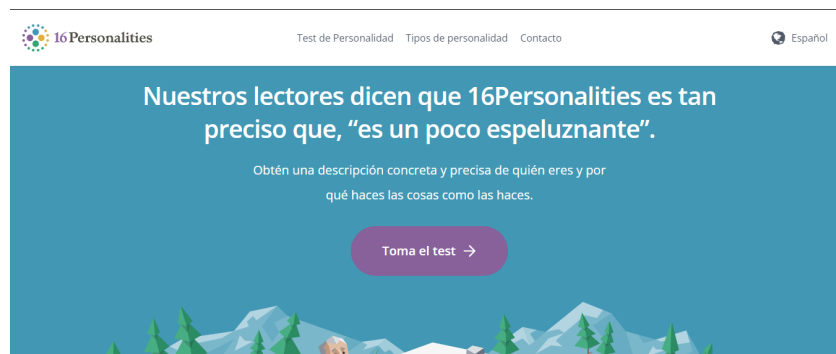 16Personalities
Test de Personalidad Tipos de personalidad Contacto
Español
Nuestros lectores dicen que 16Personalities es tan
preciso que, “es un poco espeluznante”.
Obtén una descripción concreta y precisa de quién eres y por
qué haces las cosas como las haces.
Toma el test →